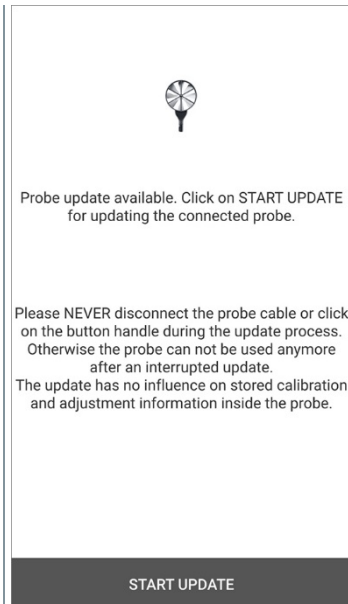 Probe update available. Click on START UPDATE
for updating the connected probe.
Please NEVER disconnect the probe cable or click
on the button handle during the update process.
Otherwise the probe can not be used anymore
after an interrupted update.
The update has no influence on stored calibration
and adjustment information inside the probe.
START UPDATE